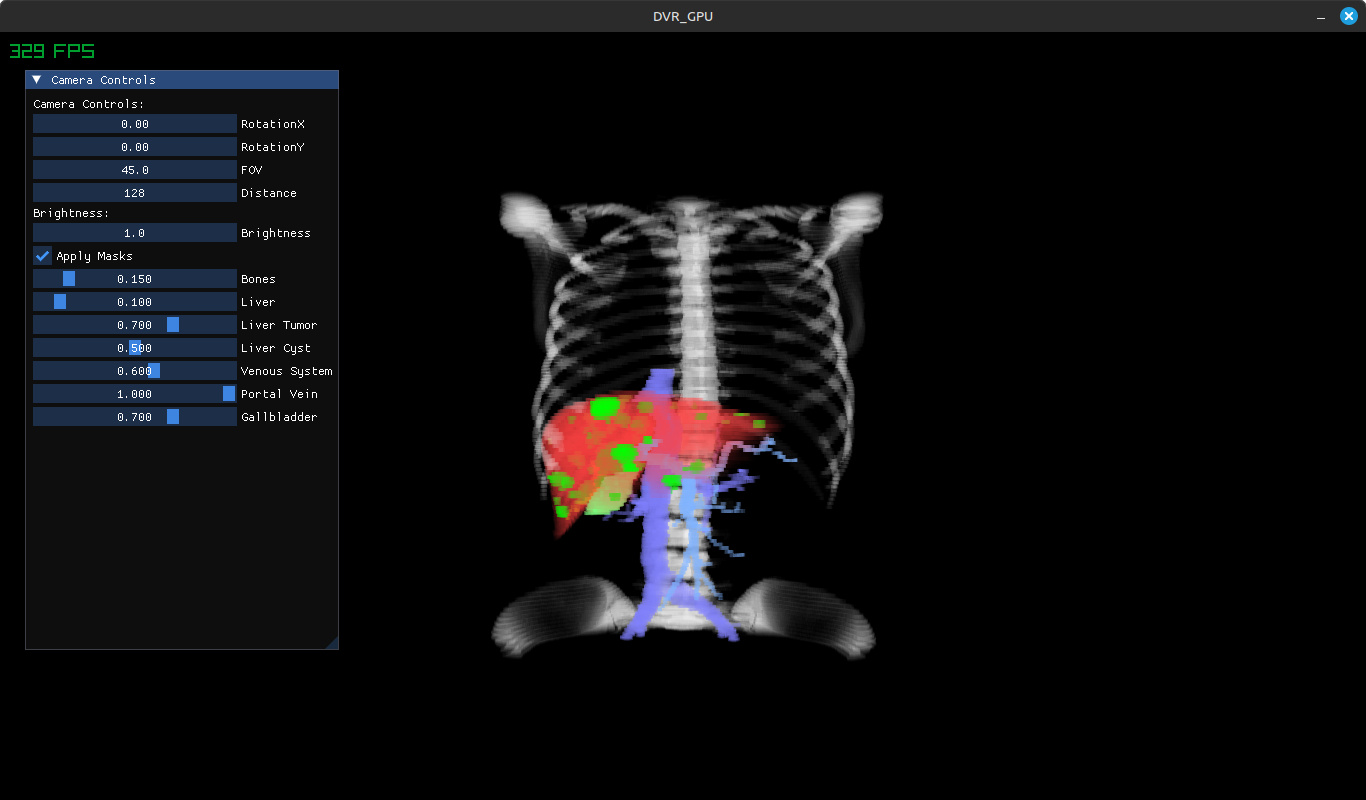 DVR_GPU
329 FPS
Camera Controls
Camera Controls:
0.00 RotationX
0.00 RotationY
45.0 FOV
128 Distance
Brightness:
1.0 Brightness
Apply Masks
0.150 Bones
0.100 Liver
0.700 Liver Tumor
0.500 Liver Cyst
0.600 Venous System
1.000 Portal Vein
0.700 Gallbladder